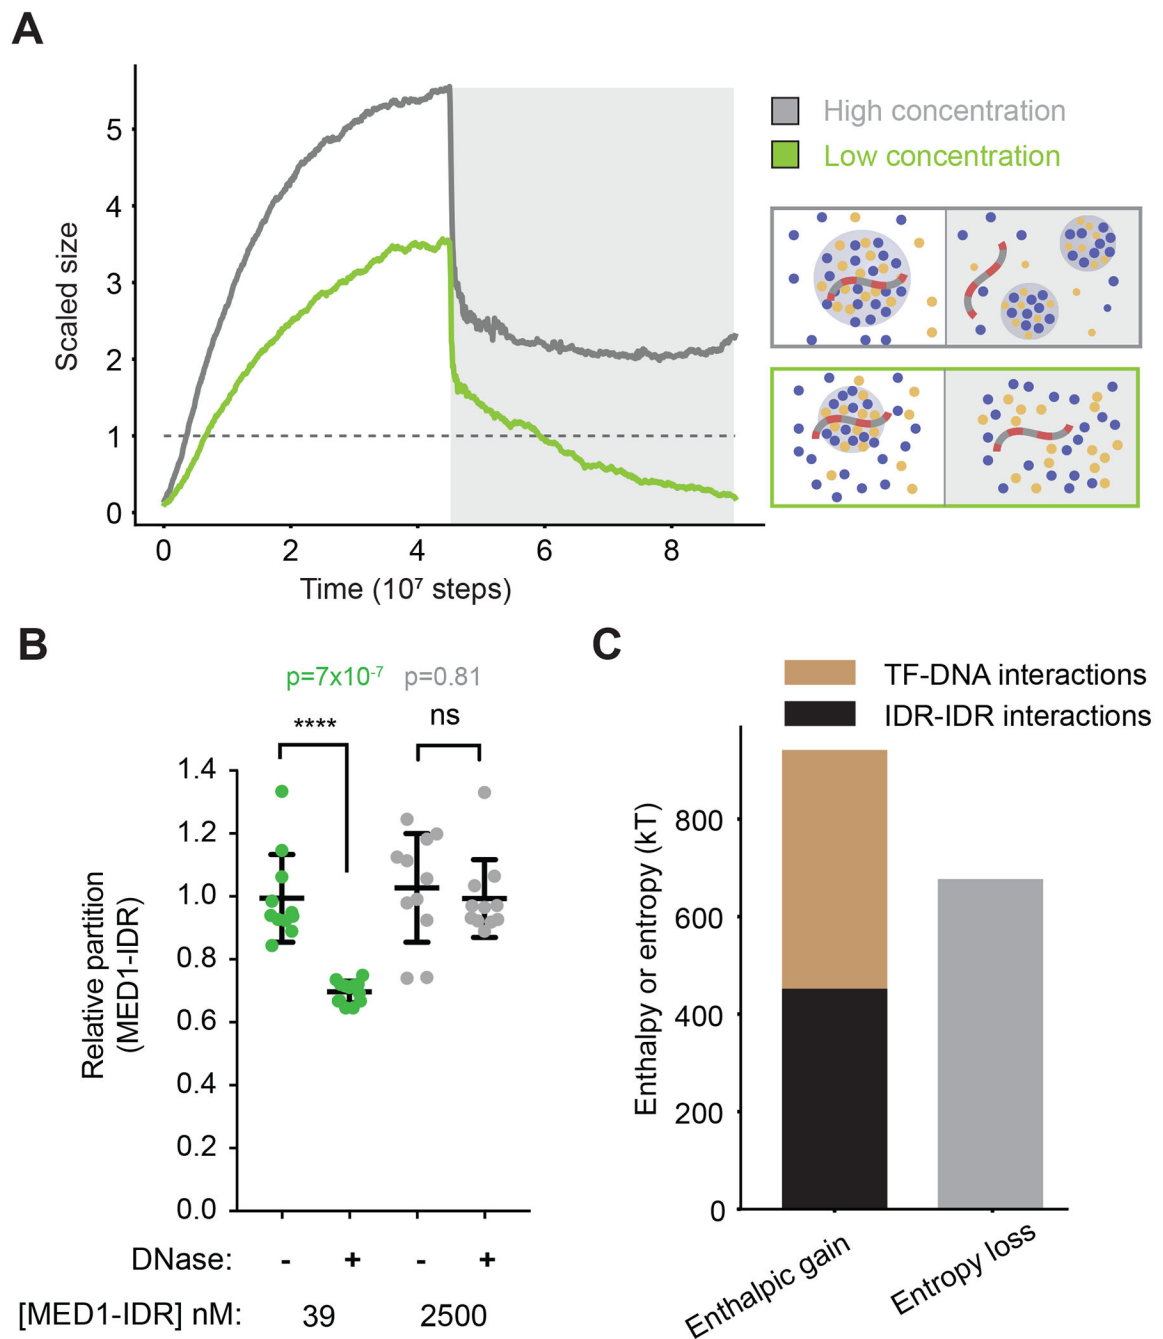 A
Scaled size
5
4
3
2
1
0
0 2 4 6 8
Time (10⁷ steps)
High concentration
Low concentration
B
p=7x10⁻⁷ p=0.81
**** ns
Relative partition
(MED1-IDR)
1.4
1.2
1.0
0.8
0.6
0.4
0.2
0.0
DNase: - + - +
[MED1-IDR] nM: 39 2500
C
TF-DNA interactions
IDR-IDR interactions
Enthalpy or entropy (kT)
800
600
400
200
0
Enthalpic gain
Entropy loss